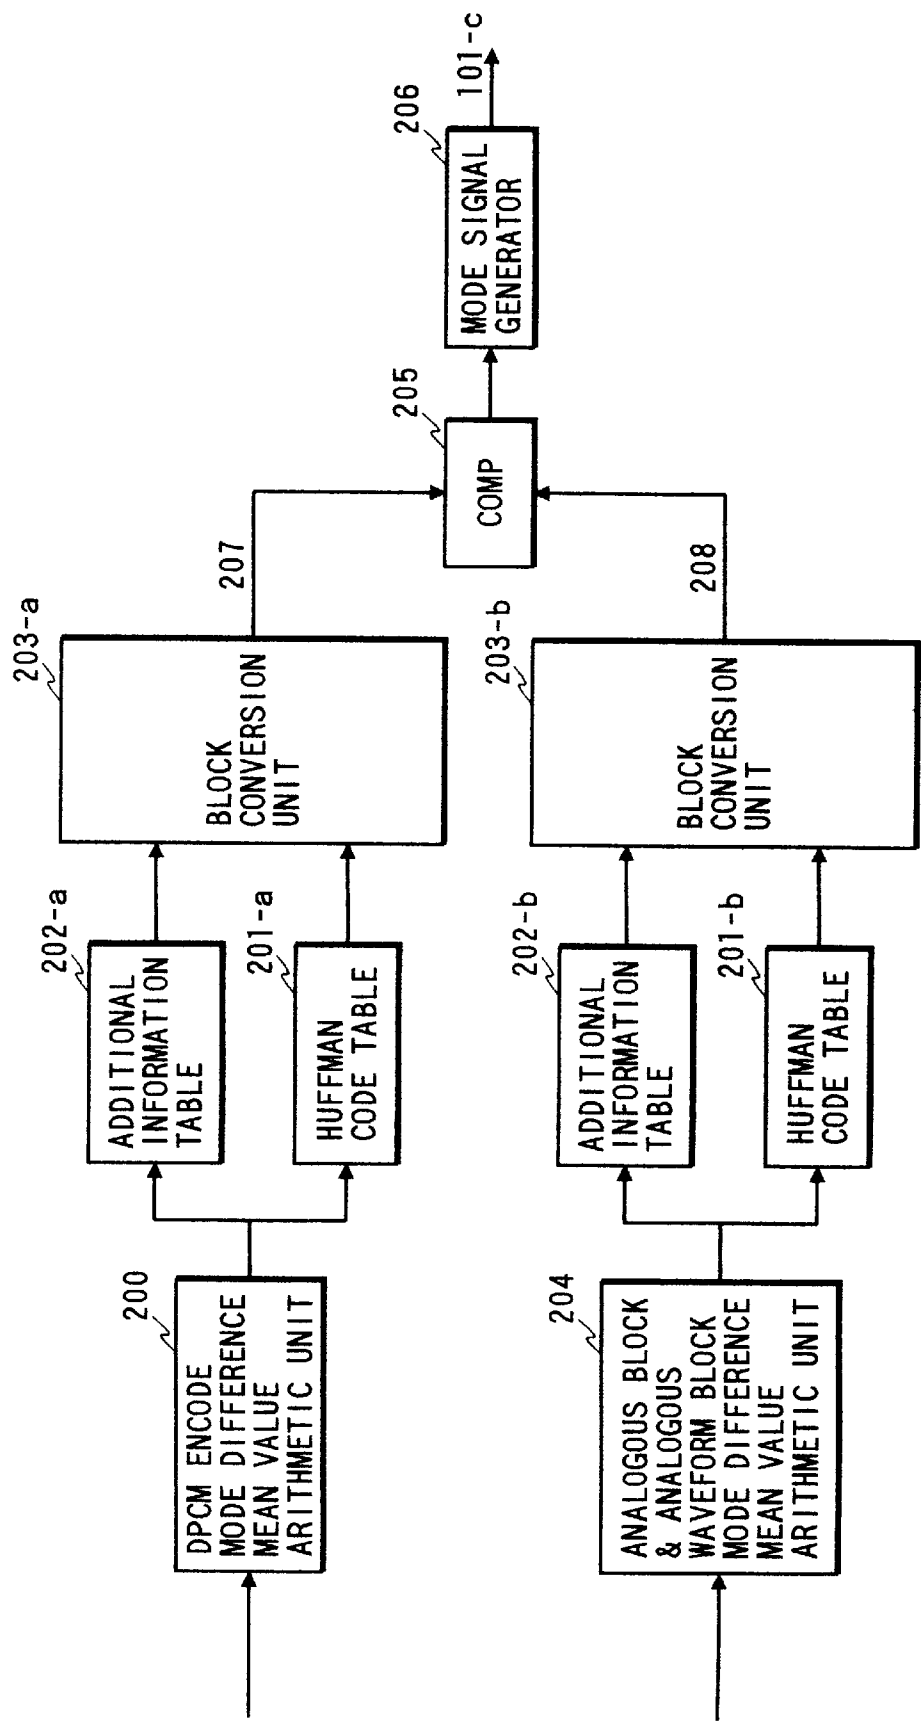 200
DPCM ENCODE
MODE DIFFERENCE
MEAN VALUE
ARITHMETIC UNIT
202-a
ADDITIONAL
INFORMATION
TABLE
201-a
HUFFMAN
CODE TABLE
203-a
BLOCK
CONVERSION
UNIT
207
204
ANALOGOUS BLOCK
& ANALOGOUS
WAVEFORM BLOCK
MODE DIFFERENCE
MEAN VALUE
ARITHMETIC UNIT
202-b
ADDITIONAL
INFORMATION
TABLE
201-b
HUFFMAN
CODE TABLE
203-b
BLOCK
CONVERSION
UNIT
208
205
COMP
206
MODE SIGNAL
GENERATOR
101-c